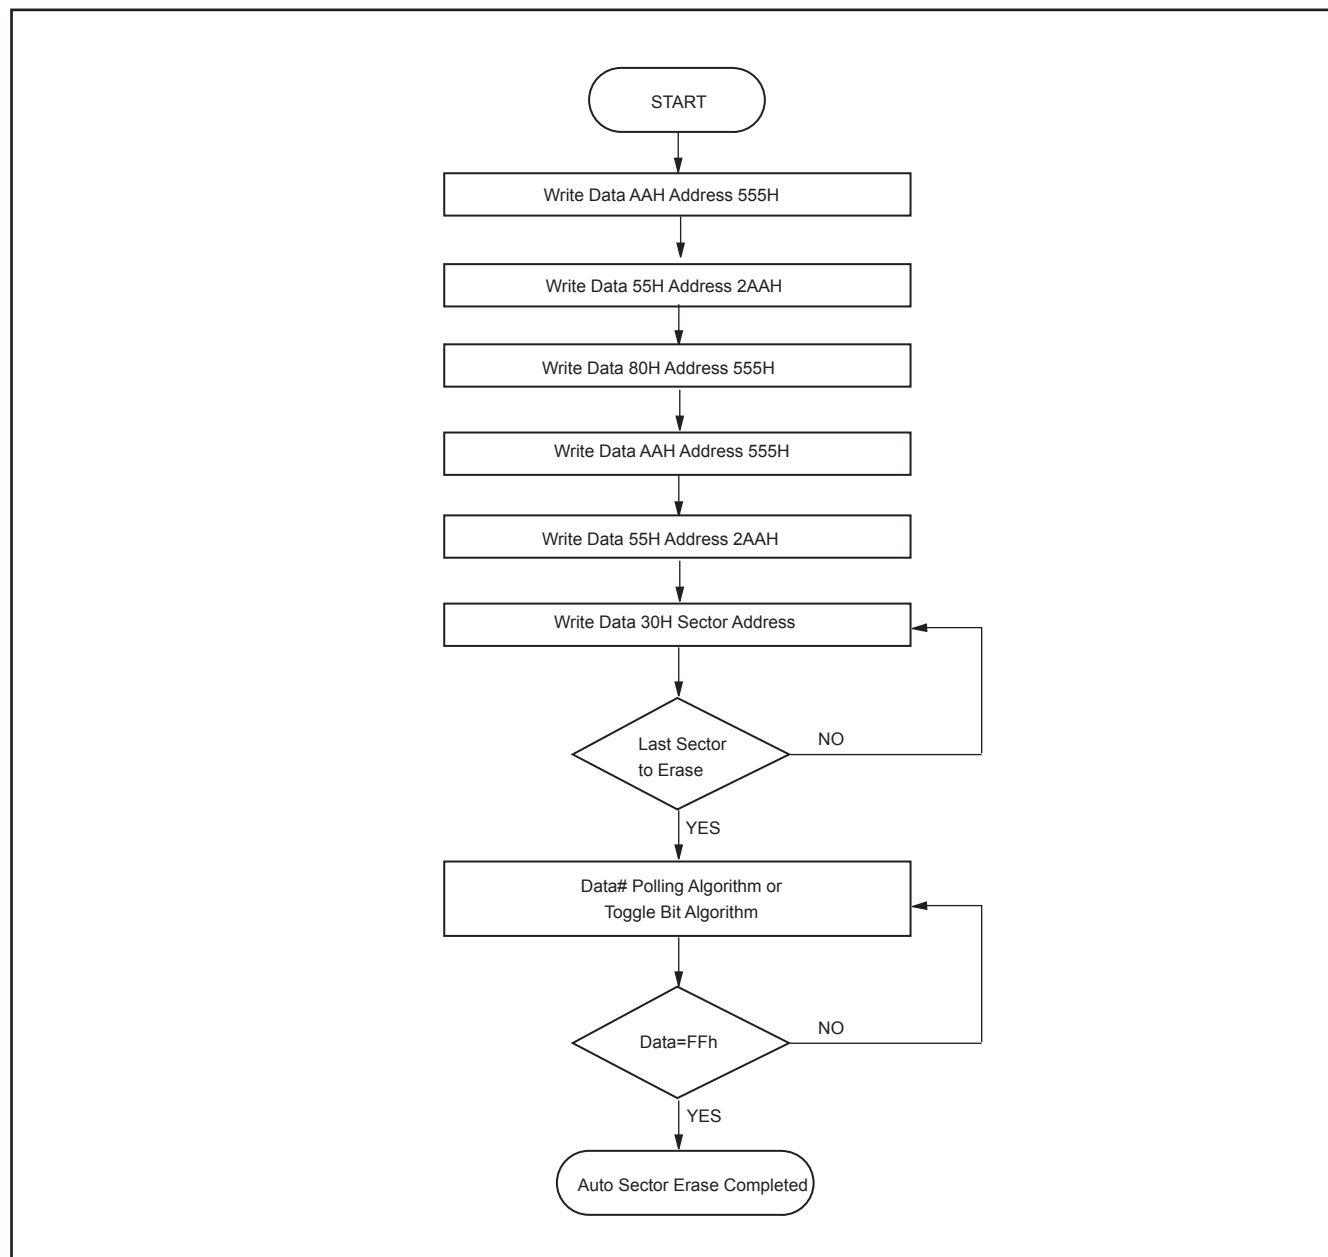 START
Write Data AAH Address 555H
Write Data 55H Address 2AAH
Write Data 80H Address 555H
Write Data AAH Address 555H
Write Data 55H Address 2AAH
Write Data 30H Sector Address
Last Sector
to Erase
NO
YES
Data# Polling Algorithm or
Toggle Bit Algorithm
Data=FFh
NO
YES
Auto Sector Erase Completed